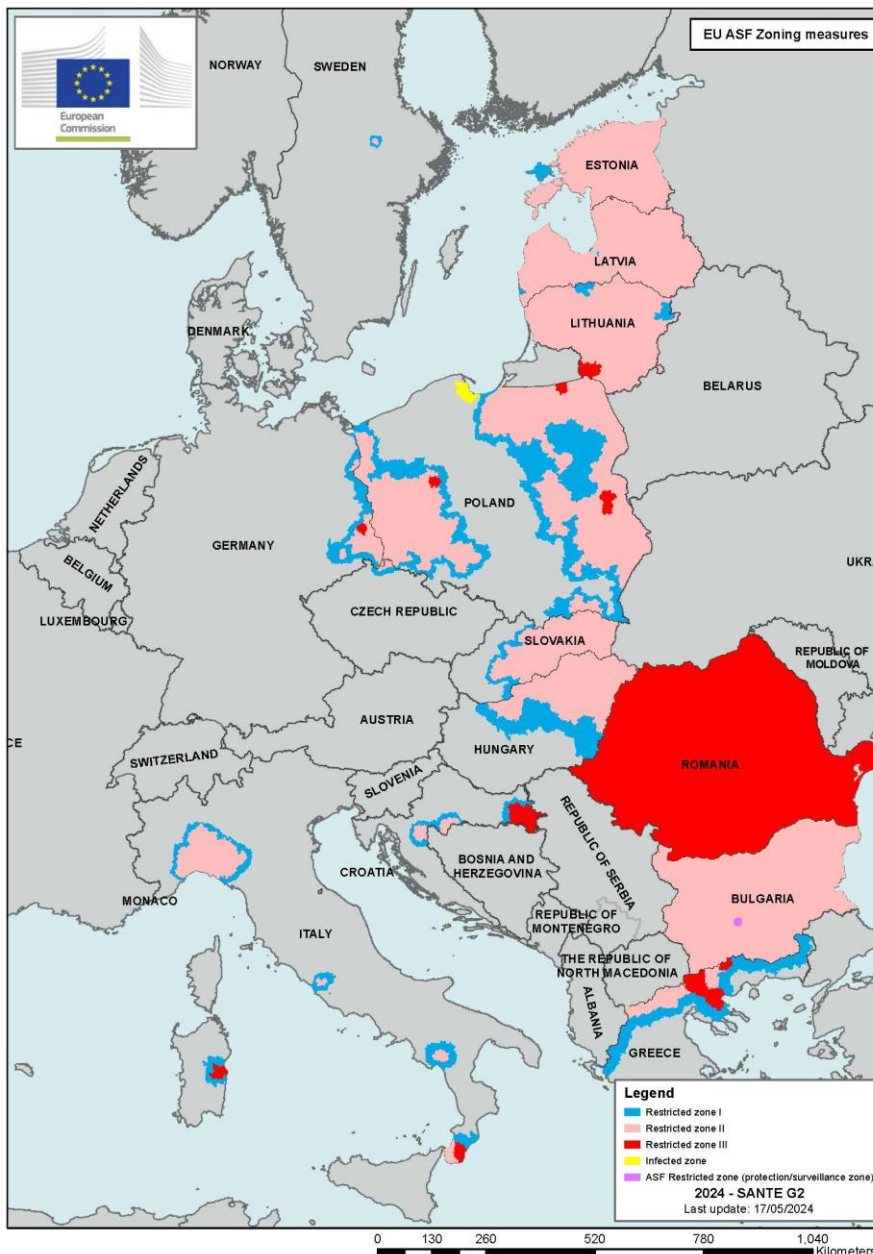 EU ASF Zoning measures
European
Commission
NORWAY
SWEDEN
ESTONIA
LATVIA
LITHUANIA
DENMARK
BELARUS
NETHERLANDS
POLAND
GERMANY
BELGIUM
UKR
LUXEMBOURG
CZECH REPUBLIC
SLOVAKIA
REPUBLIC OF
MOLDOVA
AUSTRIA
CE
HUNGARY
SWITZERLAND
ROMANIA
SLOVENIA
REPUBLIC OF SERBIA
CROATIA
BOSNIA AND
HERZEGOVINA
MONACO
BULGARIA
ITALY
REPUBLIC OF
MONTENEGRO
THE REPUBLIC OF
NORTH MACEDONIA
ALBANIA
GREECE
Legend
Restricted zone I
Restricted zone II
Restricted zone III
Infected zone
ASF Restricted zone (protection/surveillance zone)
2024 - SANTE G2
Last update: 17/05/2024
0 130 260 520 780 1,040
Kilometers